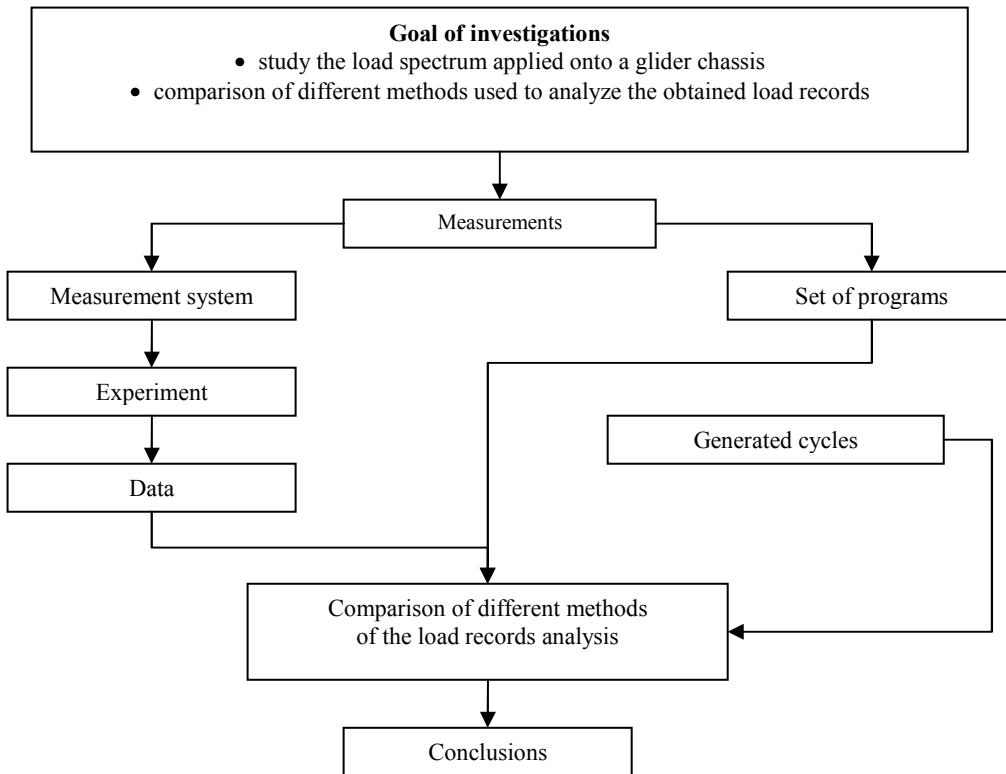 Goal of investigations
• study the load spectrum applied onto a glider chassis
• comparison of different methods used to analyze the obtained load records
Measurements
Measurement system
Set of programs
Experiment
Generated cycles
Data
Comparison of different methods
of the load records analysis
Conclusions